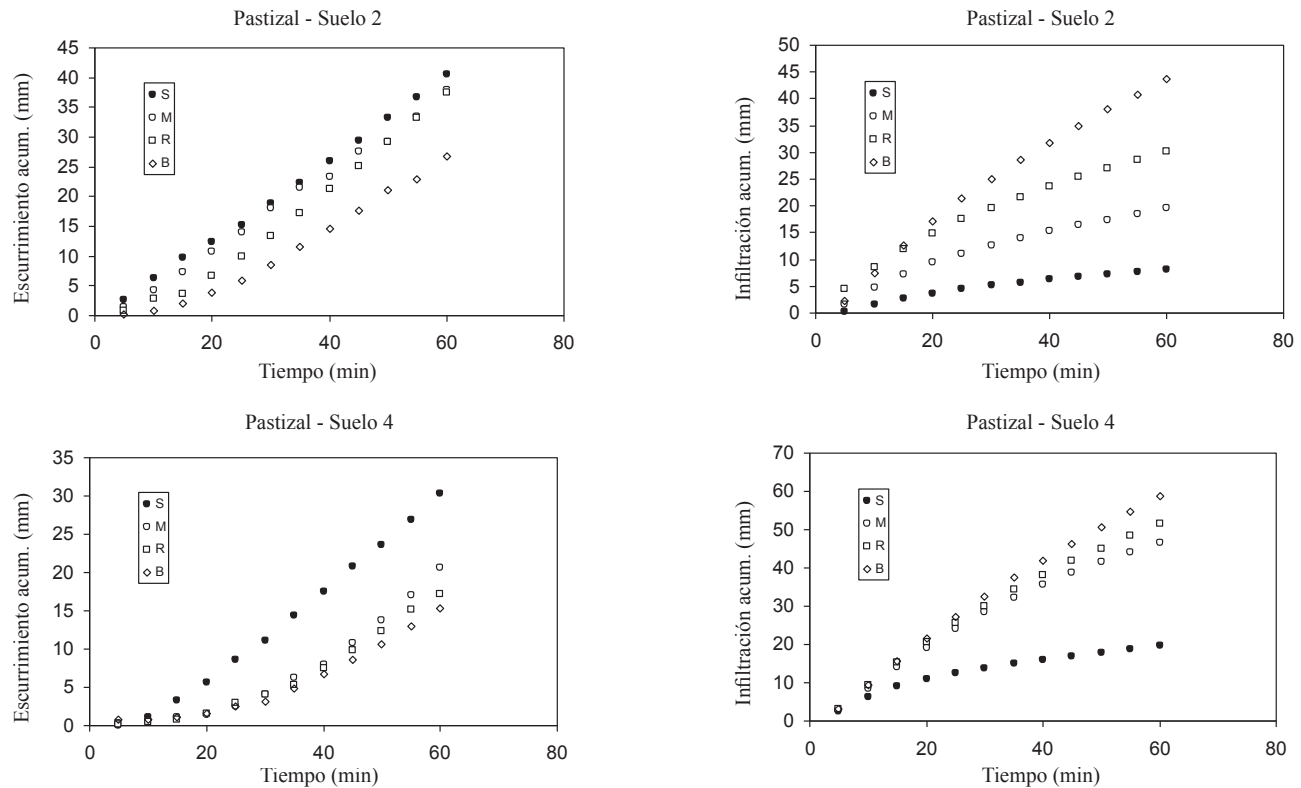 Pastizal - Suelo 2
Escurrimiento acum. (mm)
45
40
35
30
25
20
15
10
5
0
S
M
R
B
0 20 40 60 80
Tiempo (min)
Pastizal - Suelo 2
Infiltración acum. (mm)
50
45
40
35
30
25
20
15
10
5
0
S
M
R
B
0 20 40 60 80
Tiempo (min)
Pastizal - Suelo 4
Escurrimiento acum. (mm)
35
30
25
20
15
10
5
0
S
M
R
B
0 20 40 60 80
Tiempo (min)
Pastizal - Suelo 4
Infiltración acum. (mm)
70
60
50
40
30
20
10
0
S
M
R
B
0 20 40 60 80
Tiempo (min)